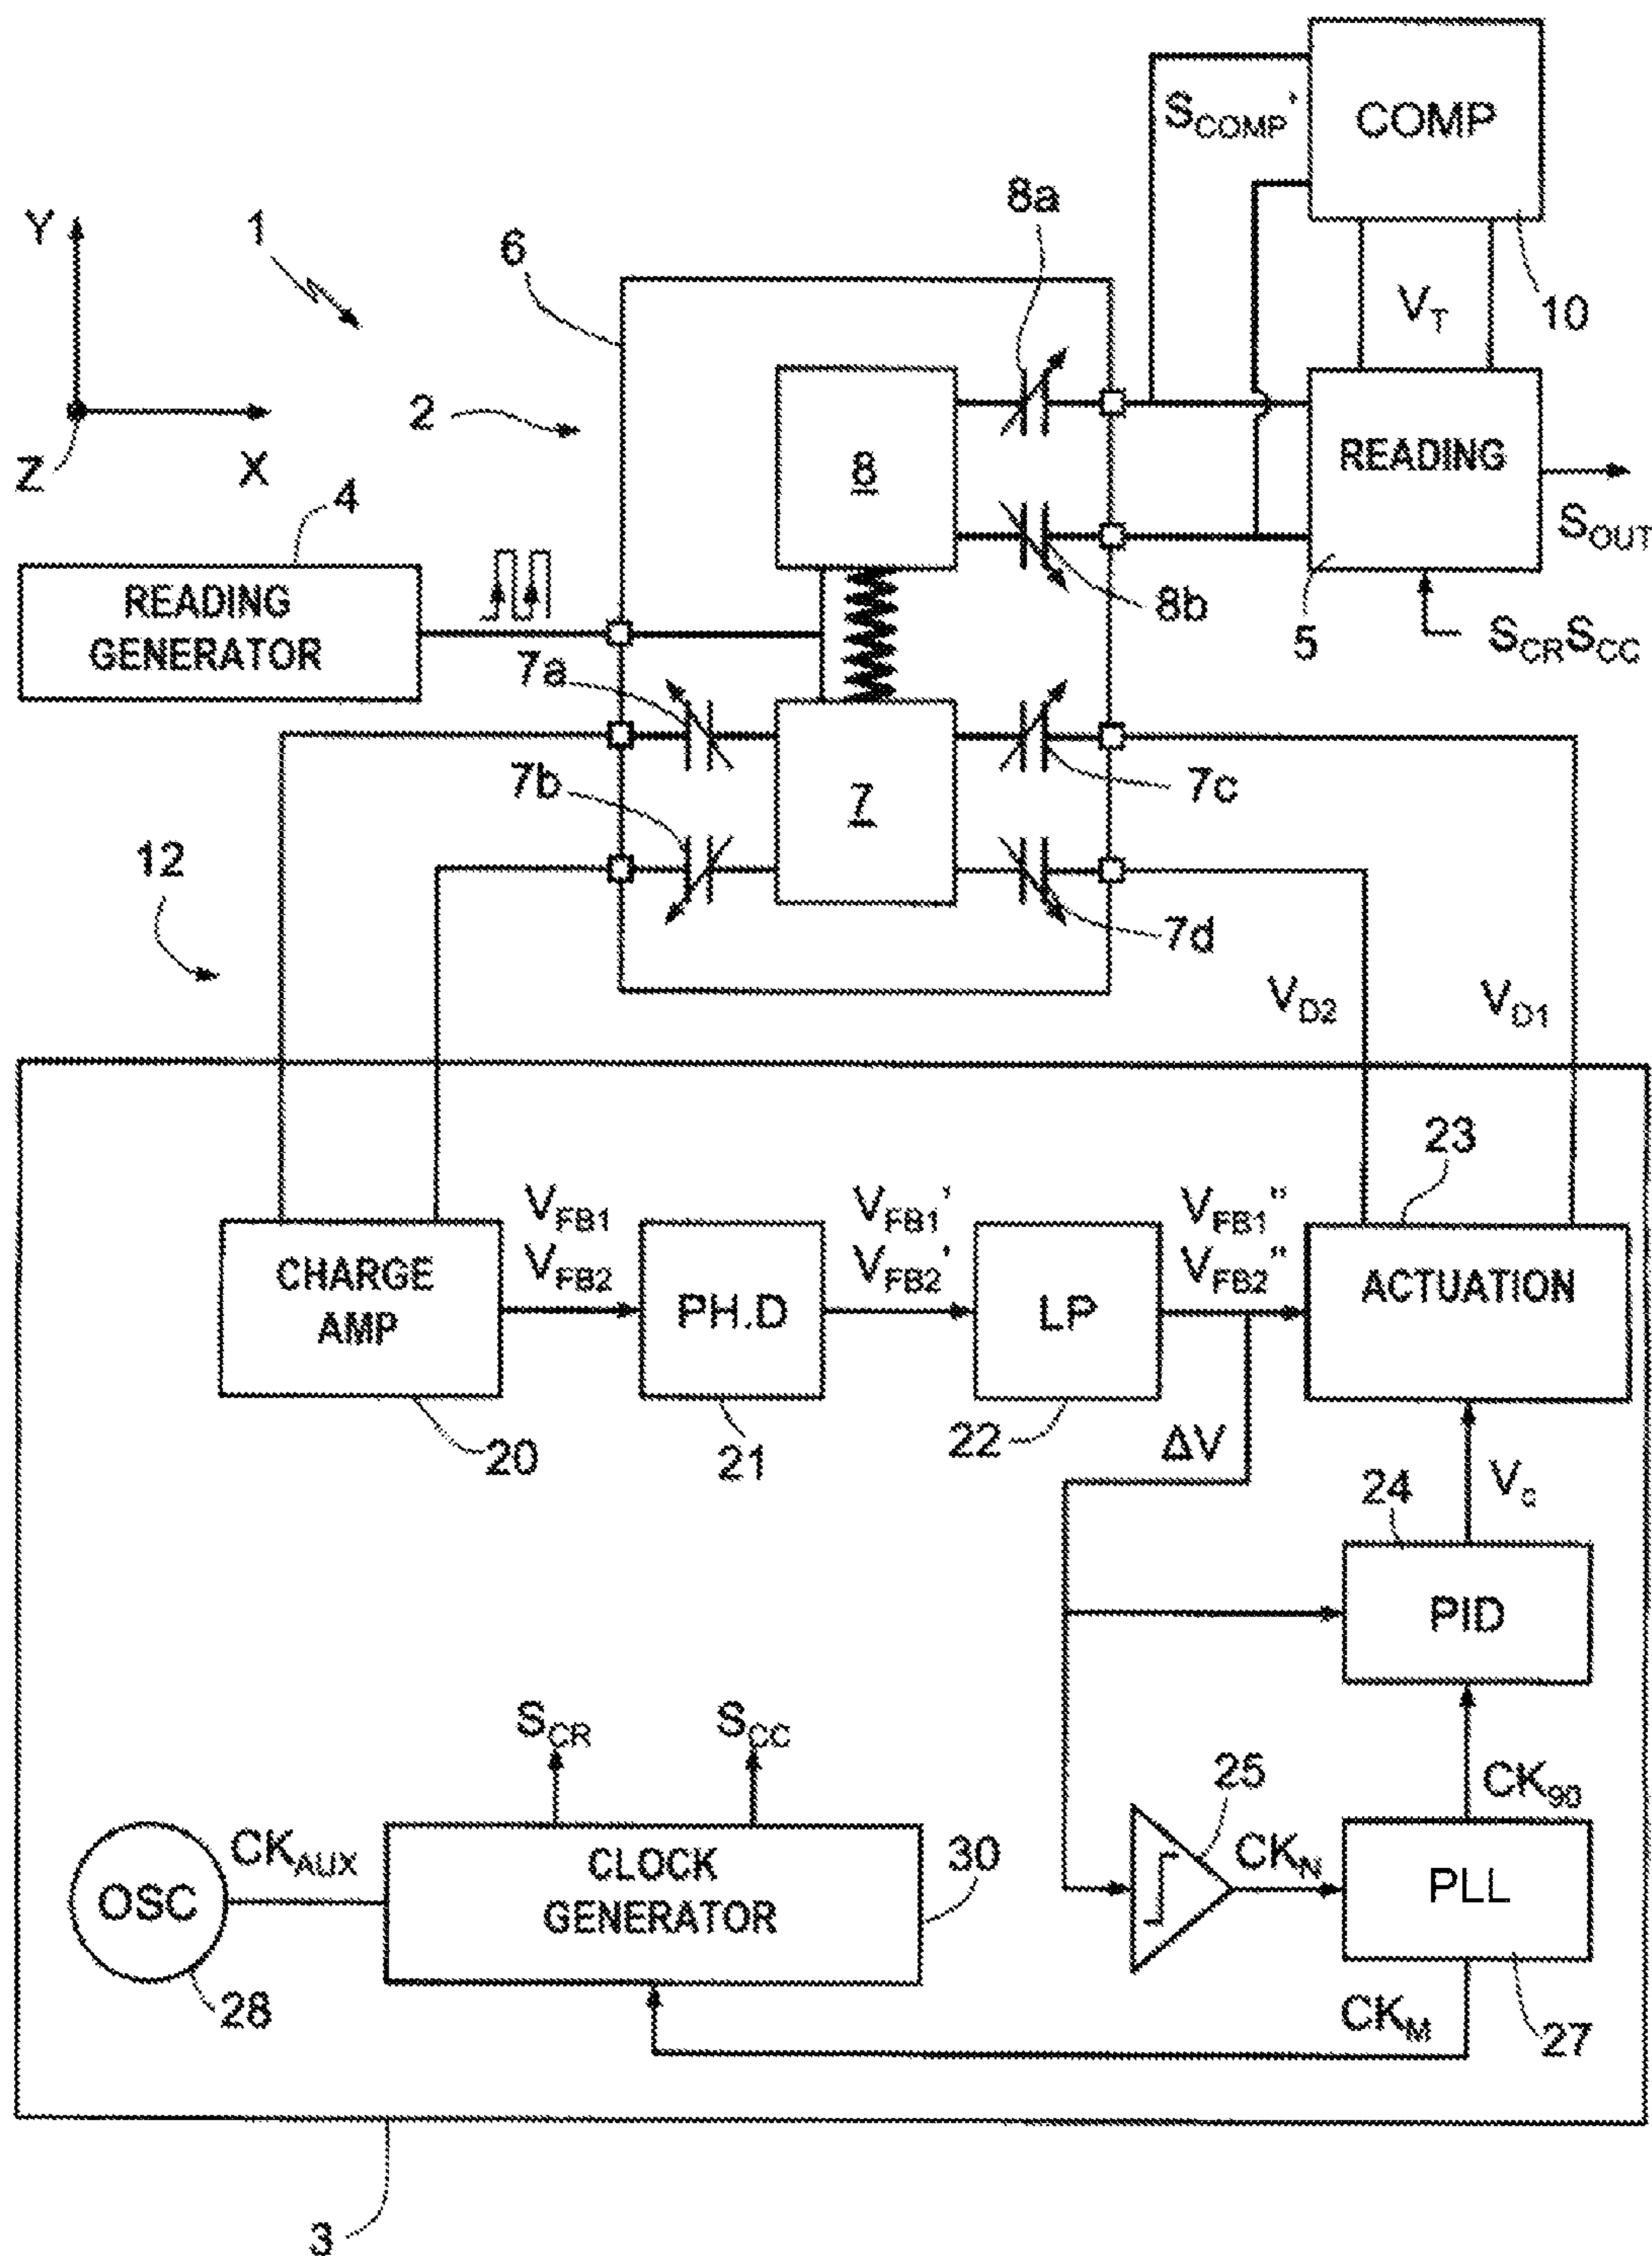 COMP
S_COMP'
8a
Y
1
6
V_T
10
2
8
READING
Z
X
4
S_OUT
READING
GENERATOR
8b
5
S_CR S_CC
7a
7b
7
7c
12
7d
V_D2
V_D1
23
V_FB1
V_FB2
V_FB1'
V_FB2'
V_FB1"
V_FB2"
CHARGE
AMP
PH.D
LP
ACTUATION
20
21
22
ΔV
24
V_c
PID
S_CR
S_CC
25
CK_90
CK_AUX
CLOCK
GENERATOR
30
CK_N
PLL
OSC
28
CK_M
27
3